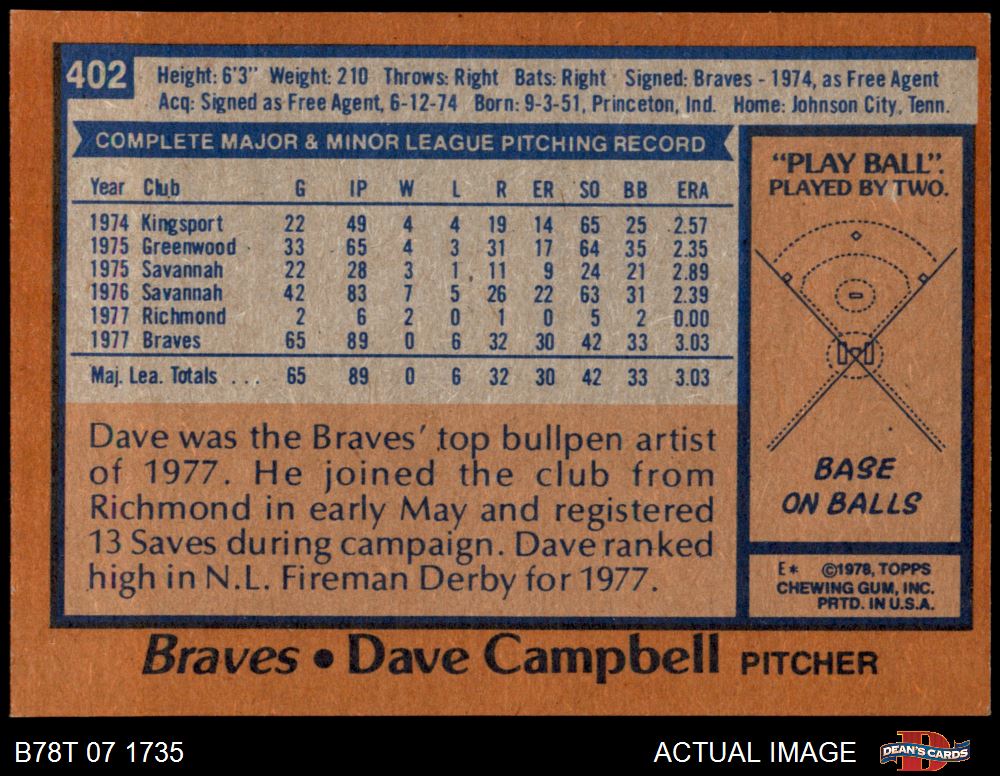 402
Height: 6'3" Weight: 210 Throws: Right Bats: Right Signed: Braves - 1974, as Free Agent
Acq: Signed as Free Agent, 6-12-74 Born: 9-3-51, Princeton, Ind. Home: Johnson City, Tenn.
COMPLETE MAJOR & MINOR LEAGUE PITCHING RECORD
Year Club G IP W L R ER SO BB ERA
1974 Kingsport 22 49 4 4 19 14 65 25 2.57
1975 Greenwood 33 65 4 3 31 17 64 35 2.35
1975 Savannah 22 28 3 1 11 9 24 21 2.89
1976 Savannah 42 83 7 5 26 22 63 31 2.39
1977 Richmond 2 6 2 0 1 0 5 2 0.00
1977 Braves 65 89 0 6 32 30 42 33 3.03
Maj. Lea. Totals . . . 65 89 0 6 32 30 42 33 3.03
Dave was the Braves' top bullpen artist
of 1977. He joined the club from
Richmond in early May and registered
13 Saves during campaign. Dave ranked
high in N.L. Fireman Derby for 1977.
"PLAY BALL".
PLAYED BY TWO.
BASE
ON BALLS
E* ©1978, TOPPS
CHEWING GUM, INC.
PRTD. IN U.S.A.
Braves • Dave Campbell PITCHER
B78T 07 1735
ACTUAL IMAGE
DEAN'S CARDS